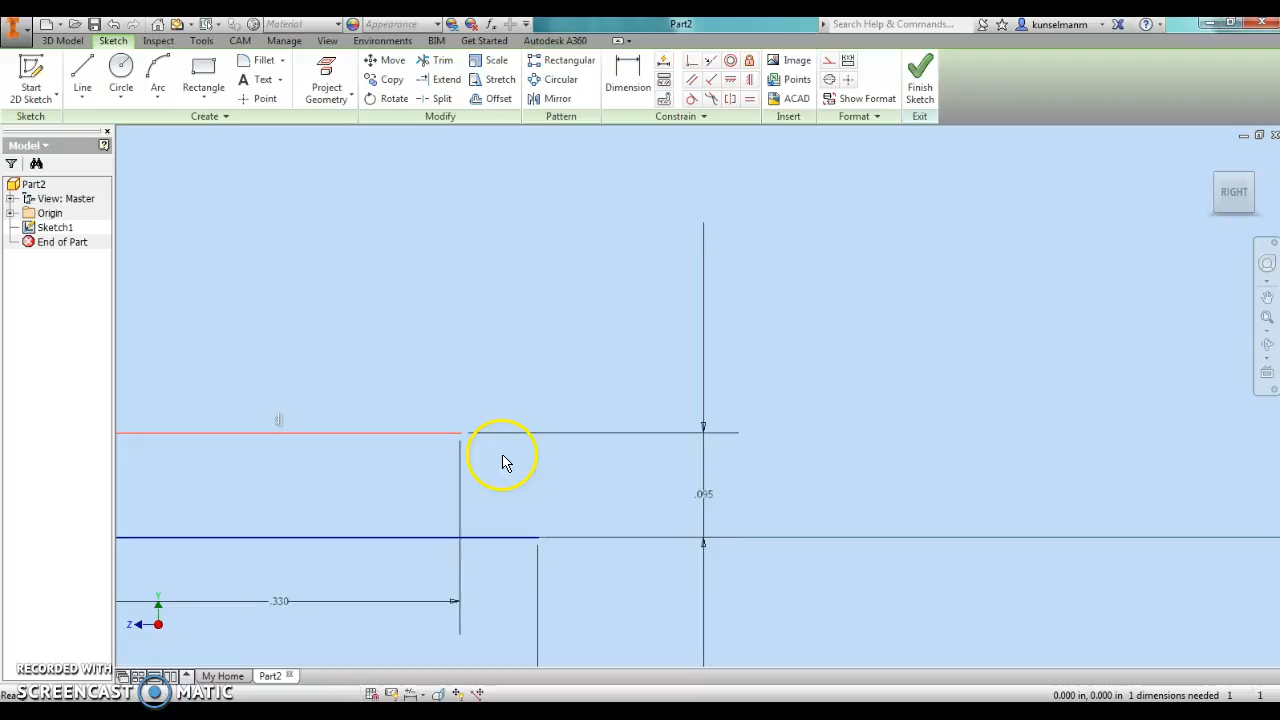 Material
Appearance
Part2
Search Help & Commands...
kunselmanm
3D Model Sketch Inspect Tools CAM Manage View Environments BIM Get Started Autodesk A360
Start
2D Sketch
Line
Circle
Arc
Rectangle
Fillet
Text
Point
Project
Geometry
Move
Copy
Rotate
Trim
Extend
Split
Scale
Stretch
Offset
Rectangular
Circular
Mirror
Dimension
Image
Points
ACAD
Show Format
Finish
Sketch
Sketch Create Modify Pattern Constrain Insert Format Exit
Model
Part2
View: Master
Origin
Sketch1
End of Part
RIGHT
.095
.330
Y
Z
RECORDED WITH
SCREENCAST MATIC
My Home Part2
0.000 in, 0.000 in 1 dimensions needed 1 1